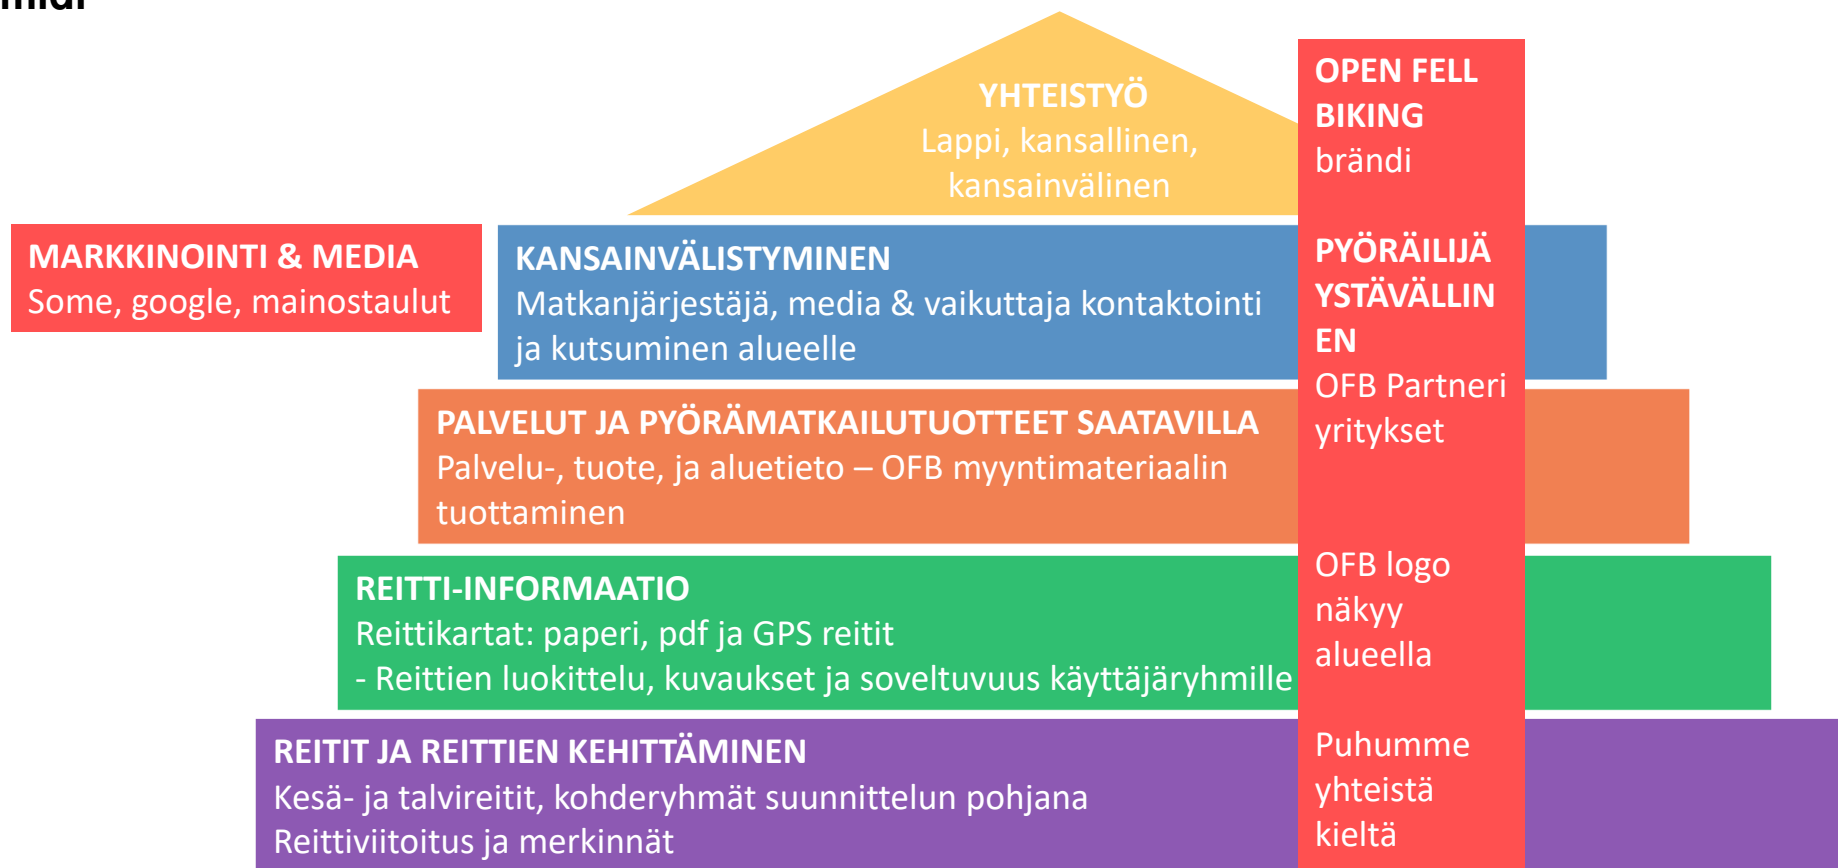 YHTEISTYÖ
Lappi, kansallinen,
kansainvälinen
MARKKINOINTI & MEDIA
Some, google, mainostaulut
KANSAINVÄLISTYMINEN
Matkanjärjestäjä, media & vaikuttaja kontaktointi
ja kutsuminen alueelle
PALVELUT JA PYÖRÄMATKAILUTUOTTEET SAATAVILLA
Palvelu-, tuote, ja aluetieto – OFB myyntimateriaalin
tuottaminen
REITTI-INFORMAATIO
Reittikartat: paperi, pdf ja GPS reitit
- Reittien luokittelu, kuvaukset ja soveltuvuus käyttäjäryhmille
REITIT JA REITTIEN KEHITTÄMINEN
Kesä- ja talvireitit, kohderyhmät suunnittelun pohjana
Reittiviitoitus ja merkinnät
OPEN FELL
BIKING
brändi
PYÖRÄILIJÄ
YSTÄVÄLLIN
EN
OFB Partneri
yritykset
OFB logo
näkyy
alueella
Puhumme
yhteistä
kieltä